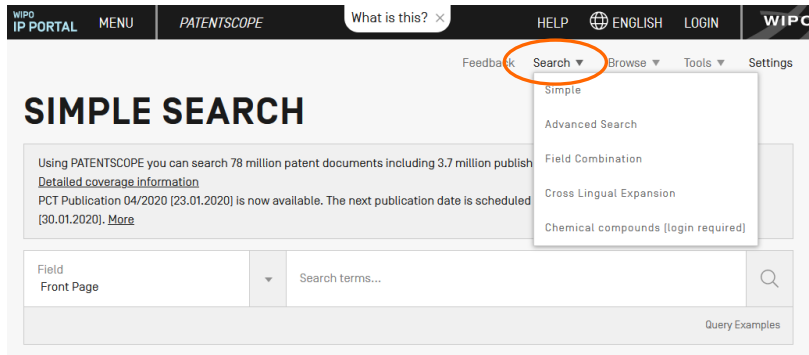 WIPO
IP PORTAL MENU PATENTSCOPE What is this? × HELP ENGLISH LOGIN WIPO
Feedback Search ▼ Browse ▼ Tools ▼ Settings
Simple
Advanced Search
Field Combination
Cross Lingual Expansion
Chemical compounds (login required)
SIMPLE SEARCH
Using PATENTSCOPE you can search 78 million patent documents including 3.7 million publish
Detailed coverage information
PCT Publication 04/2020 [23.01.2020] is now available. The next publication date is scheduled
[30.01.2020]. More
Field
Front Page
Search terms...
Query Examples